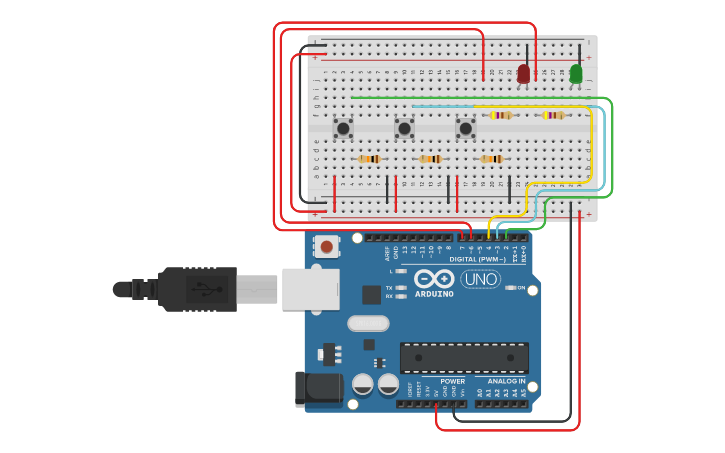 AREF
GND
13
12
~11
~10
~9
8
7
~6
~5
4
~3
2
TX→1
RX←0
DIGITAL (PWM~)
L
TX
RX
ARDUINO
UNO
ON
POWER
ANALOG IN
IOREF
RESET
3.3V
5V
GND
GND
Vin
A0
A1
A2
A3
A4
A5